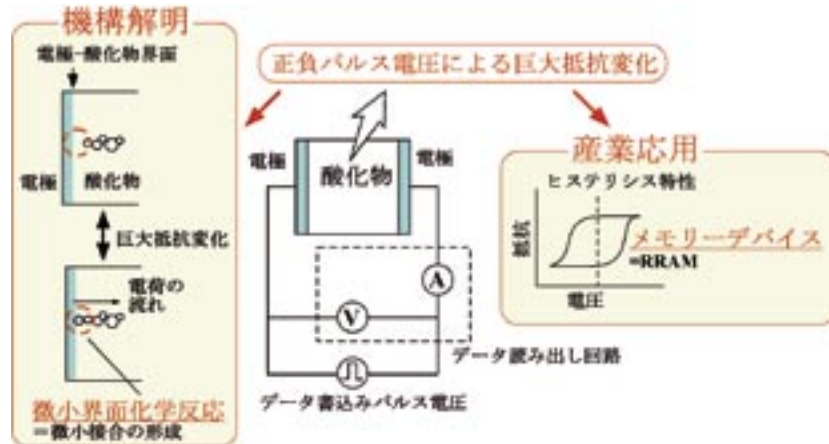 機構解明
電極-酸化物界面
電極
酸化物
巨大抵抗変化
電荷の
流れ
微小界面化学反応
=微小接合の形成
正負パルス電圧による巨大抵抗変化
電極
酸化物
電極
A
V
データ読み出し回路
データ書込みパルス電圧
産業応用
ヒステリシス特性
抵抗
電圧
メモリーデバイス
=RRAM